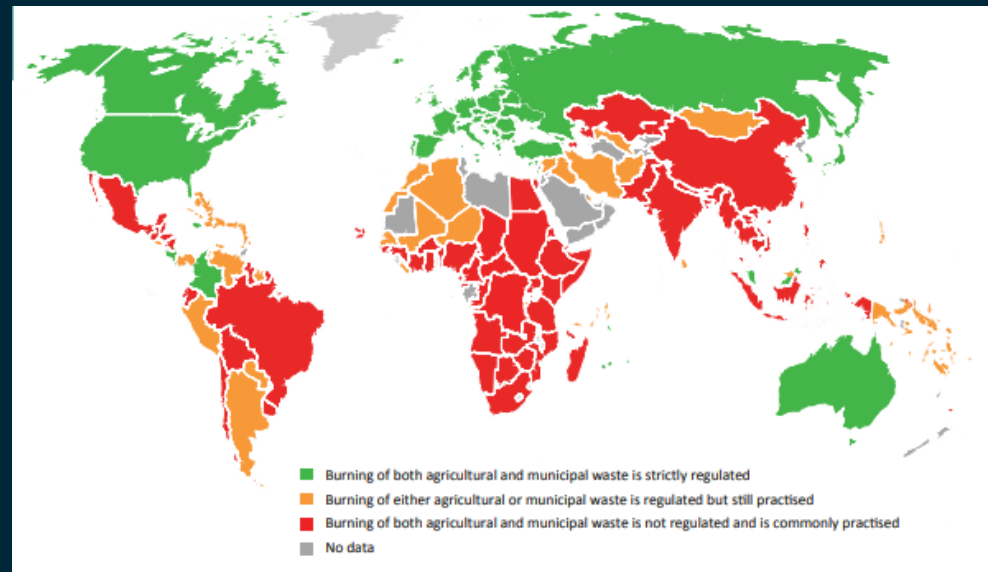 Burning of both agricultural and municipal waste is strictly regulated
Burning of either agricultural or municipal waste is regulated but still practised
Burning of both agricultural and municipal waste is not regulated and is commonly practised
No data